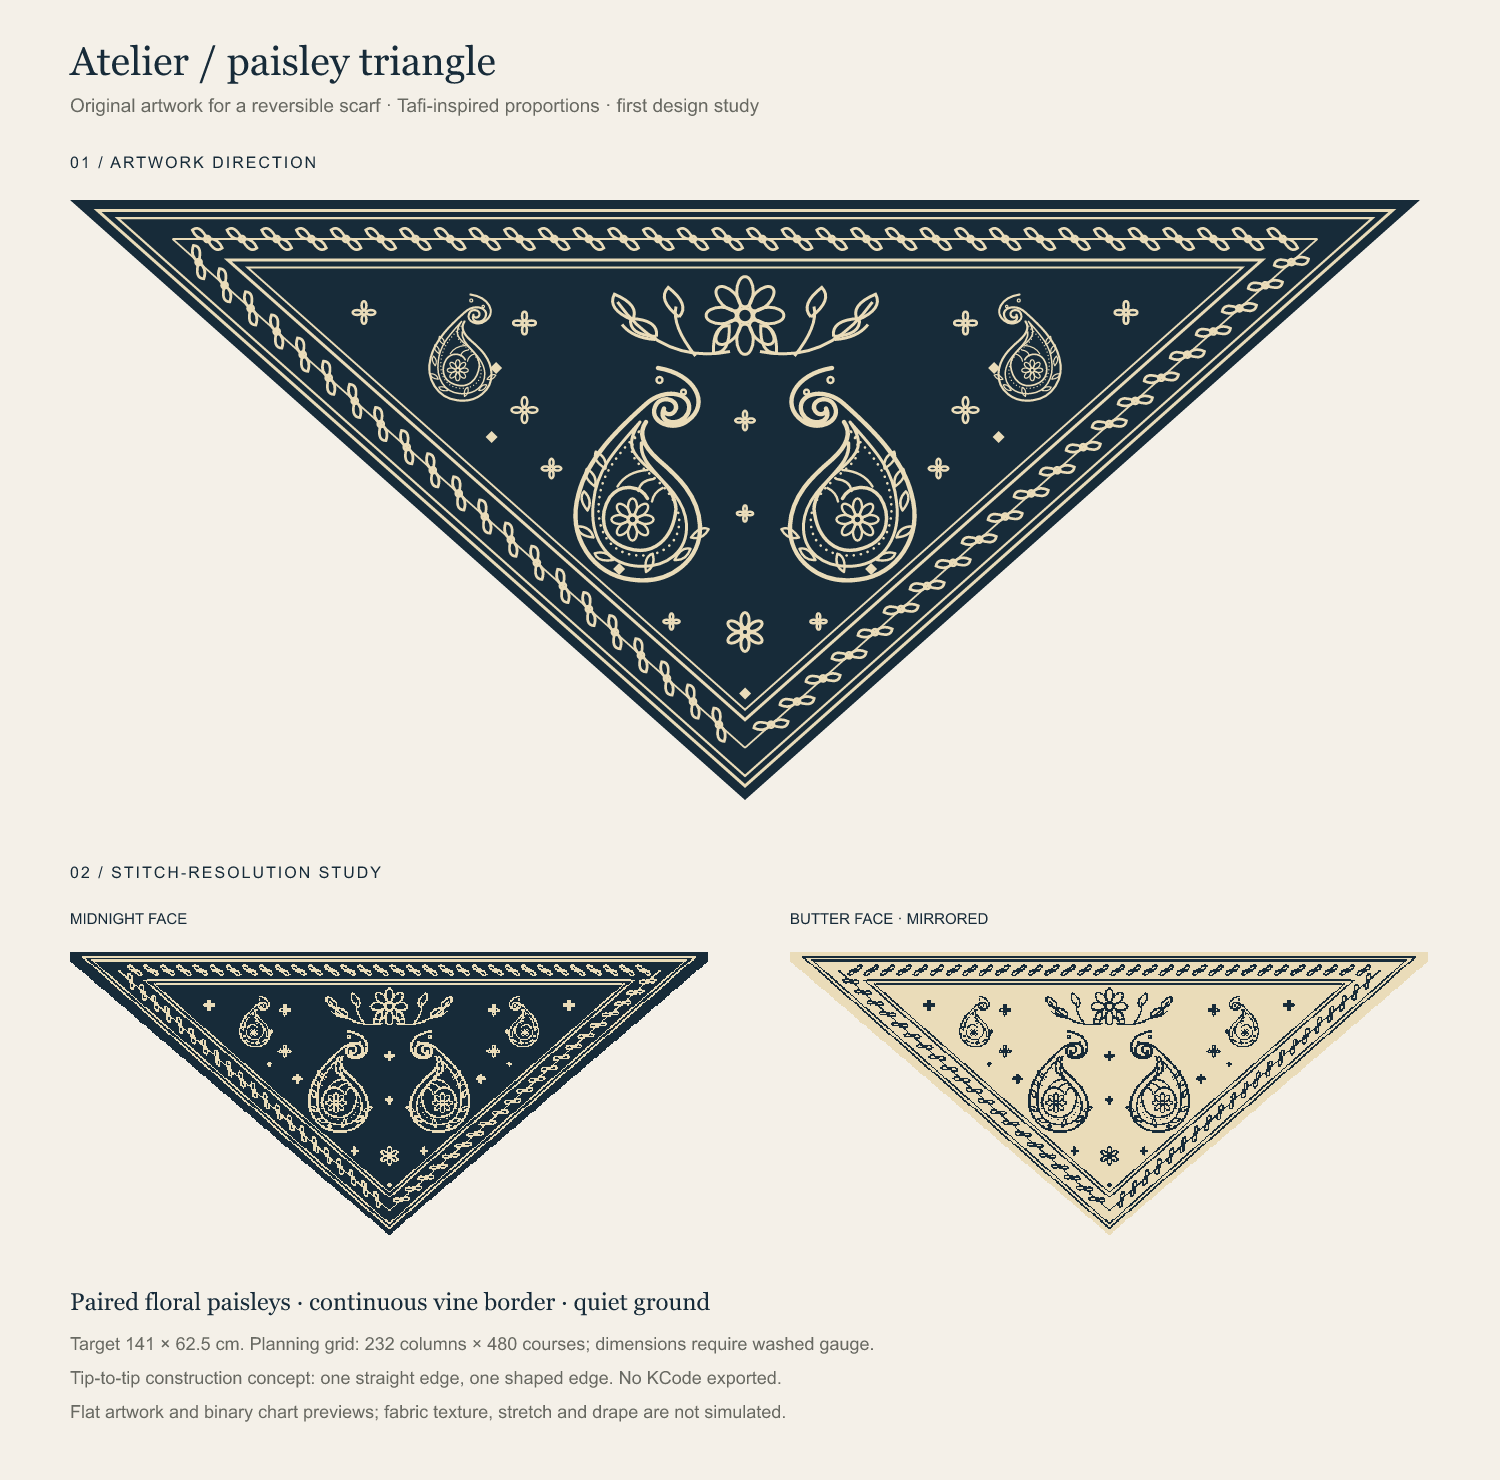 Atelier / paisley triangle
Original artwork for a reversible scarf · Tafi-inspired proportions · first design study
01 / ARTWORK DIRECTION
02 / STITCH-RESOLUTION STUDY
MIDNIGHT FACE
BUTTER FACE · MIRRORED
Paired floral paisleys · continuous vine border · quiet ground
Target 141 × 62.5 cm. Planning grid: 232 columns × 480 courses; dimensions require washed gauge.
Tip-to-tip construction concept: one straight edge, one shaped edge. No KCode exported.
Flat artwork and binary chart previews; fabric texture, stretch and drape are not simulated.